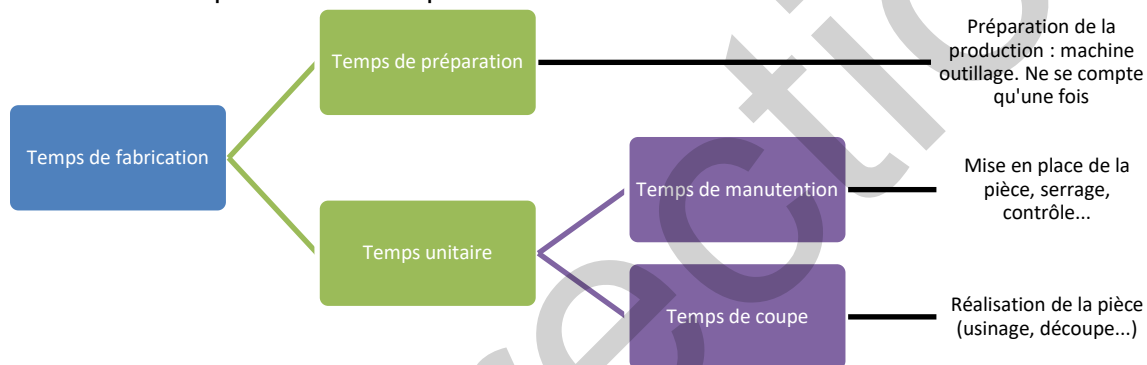 Temps de préparation
Préparation de la
production : machine
outillage. Ne se compte
qu'une fois
Temps de fabrication
Temps de manutention
Mise en place de la
pièce, serrage,
contrôle...
Temps unitaire
Temps de coupe
Réalisation de la pièce
(usinage, découpe...)